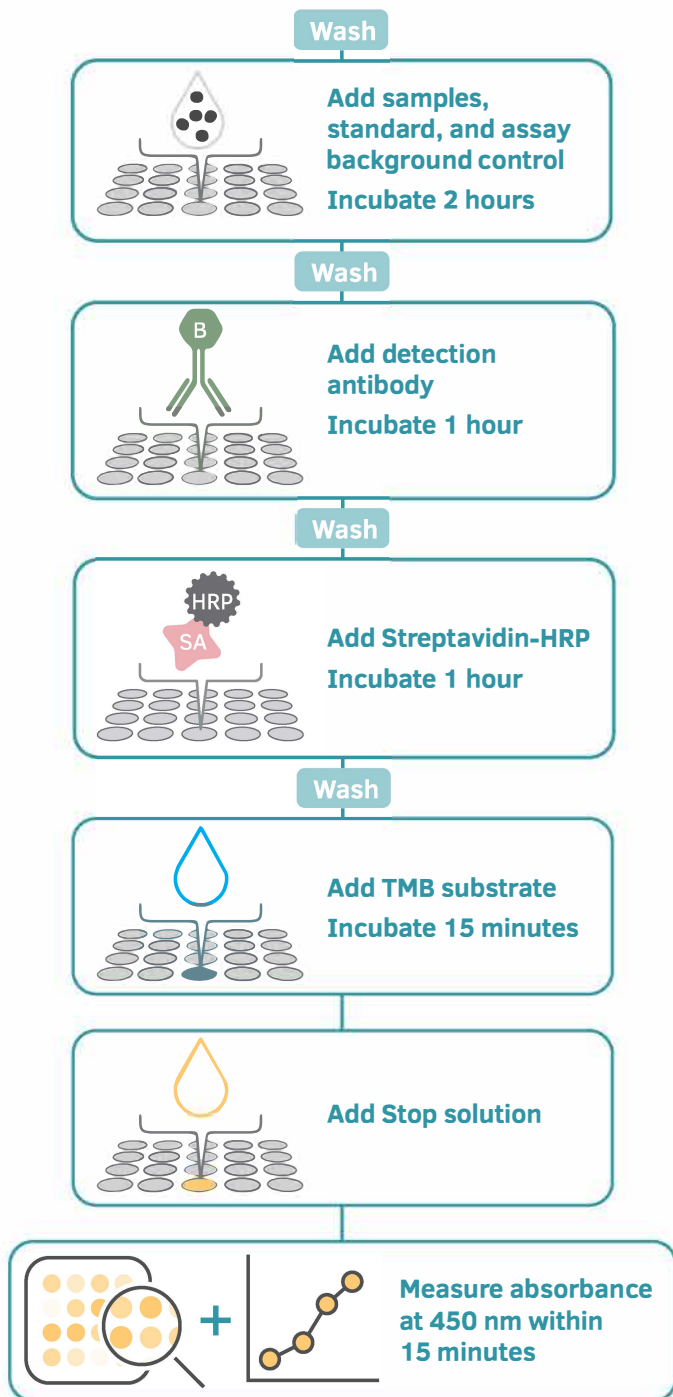 Wash
Add samples,
standard, and assay
background control
Incubate 2 hours
Wash
B
Add detection
antibody
Incubate 1 hour
Wash
HRP
SA
Add Streptavidin-HRP
Incubate 1 hour
Wash
Add TMB substrate
Incubate 15 minutes
Add Stop solution
Measure absorbance
at 450 nm within
15 minutes